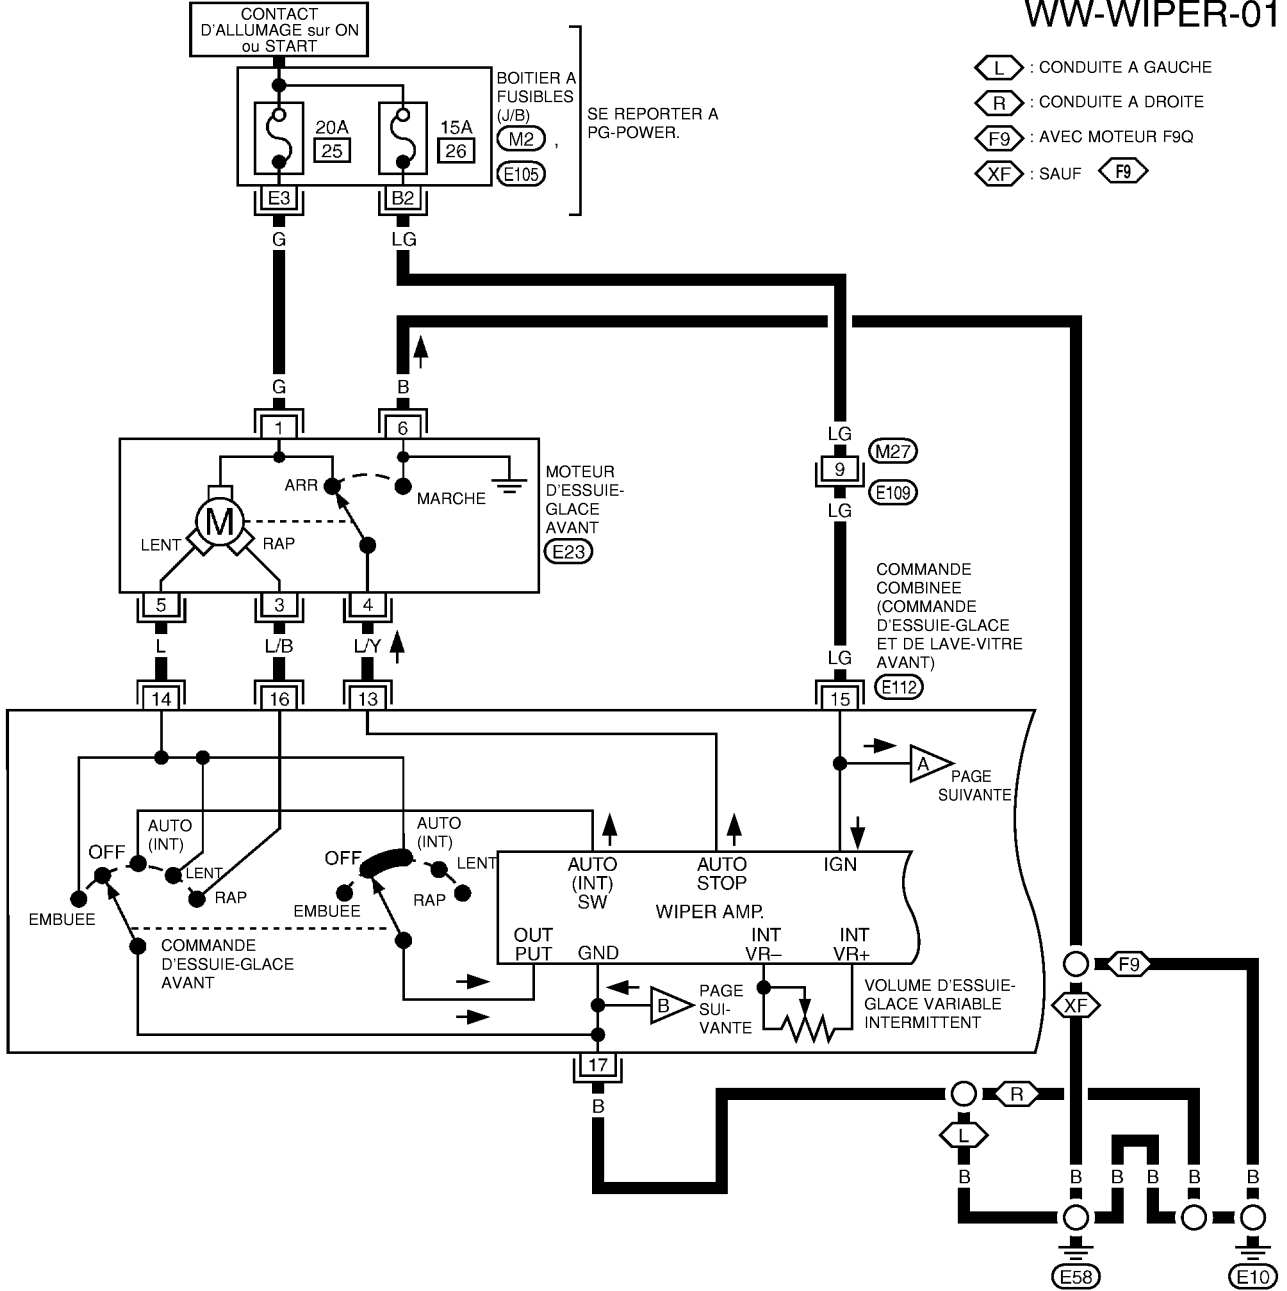 WW-WIPER-01
CONTACT
D'ALLUMAGE sur ON
ou START
L : CONDUITE A GAUCHE
R : CONDUITE A DROITE
F9 : AVEC MOTEUR F9Q
XF : SAUF F9
BOITIER A
FUSIBLES
(J/B)
M2 ,
E105
SE REPORTER A
PG-POWER.
20A
25
15A
26
E3
B2
G
LG
G
B
1
6
ARR
MARCHE
M
LENT
RAP
MOTEUR
D'ESSUIE-
GLACE
AVANT
E23
LG
9
M27
E109
LG
5
3
4
L
L/B
L/Y
LG
14
16
13
15
COMMANDE
COMBINEE
(COMMANDE
D'ESSUIE-GLACE
ET DE LAVE-VITRE
AVANT)
E112
A
PAGE
SUIVANTE
OFF
AUTO
(INT)
LENT
RAP
EMBUEE
OFF
AUTO
(INT)
LENT
RAP
EMBUEE
COMMANDE
D'ESSUIE-GLACE
AVANT
AUTO
(INT)
SW
AUTO
STOP
IGN
WIPER AMP.
OUT
PUT
GND
INT
VR–
INT
VR+
B
PAGE
SUI-
VANTE
VOLUME D'ESSUIE-
GLACE VARIABLE
INTERMITTENT
F9
XF
17
B
R
L
B
B
B
B
B
B
E58
E10